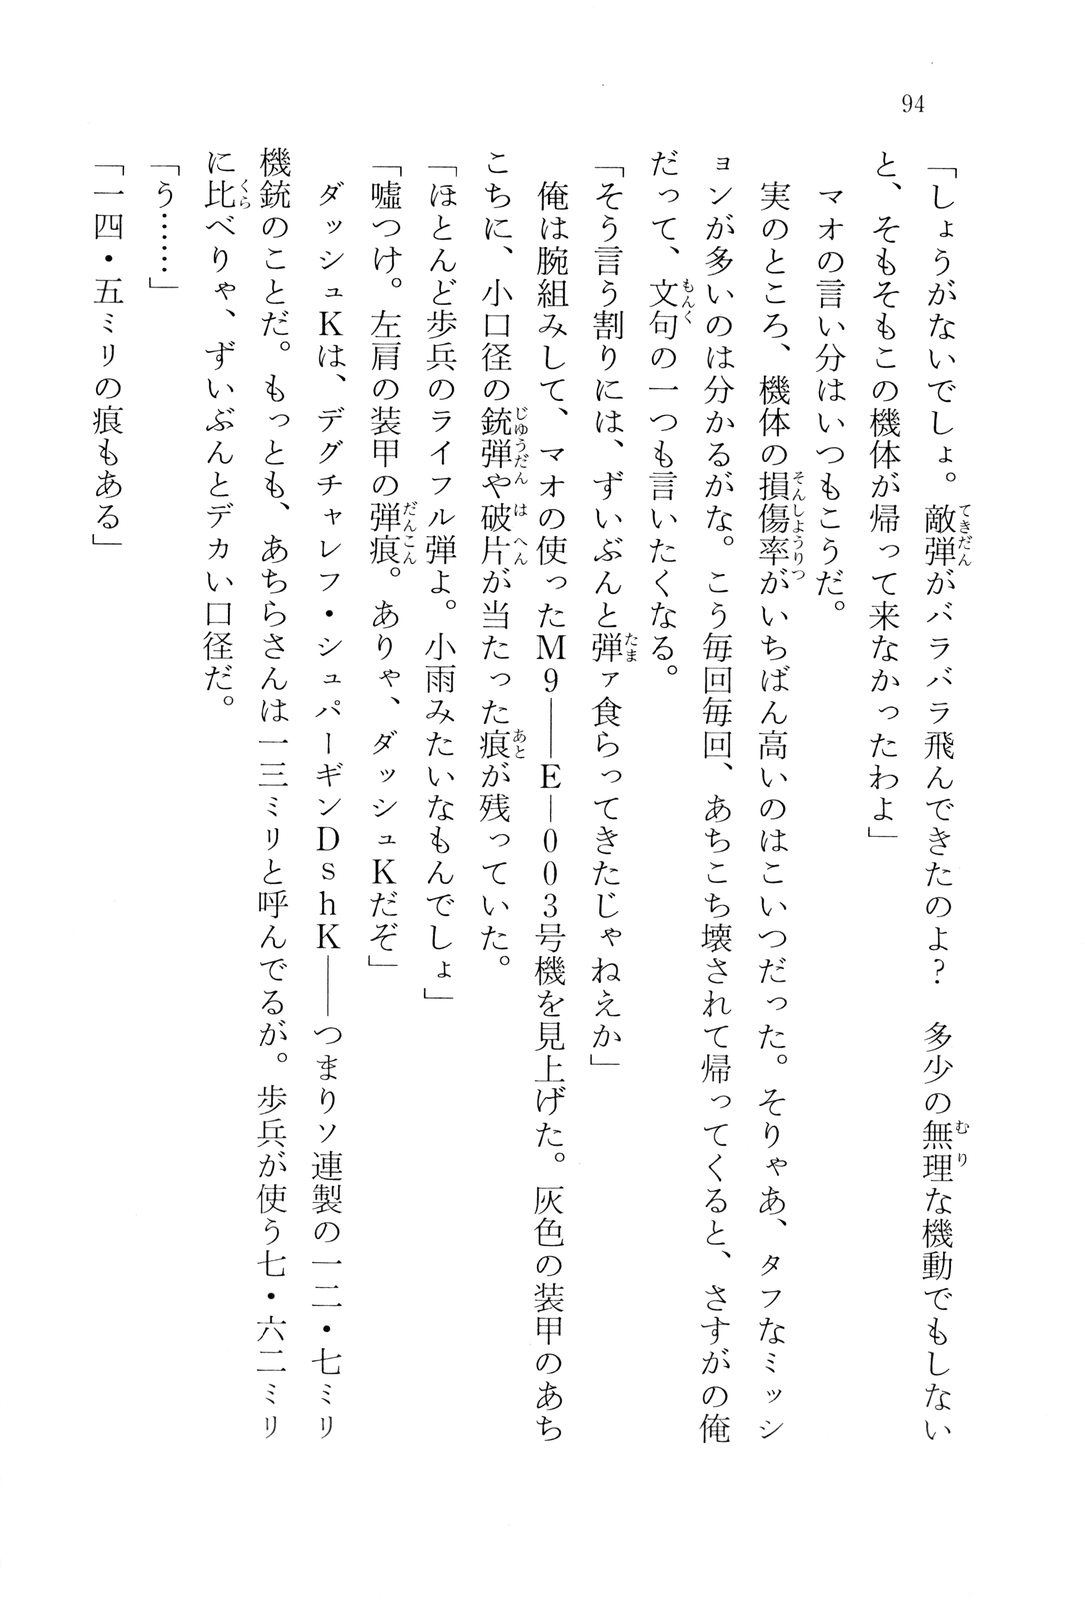 94
「しょうがないでしょ。敵弾がバラバラ飛んできたのよ？　多少の無理な機動でもしない
と、そもそもこの機体が帰って来なかったわよ」
　マオの言い分はいつもこうだ。
　実のところ、機体の損傷率がいちばん高いのはこいつだった。そりゃあ、タフなミッシ
ョンが多いのは分かるがな。こう毎回毎回、あちこち壊されて帰ってくると、さすがの俺
だって、文句の一つも言いたくなる。
「そう言う割りには、ずいぶんと弾ァ食らってきたじゃねえか」
　俺は腕組みして、マオの使ったM9――E―003号機を見上げた。灰色の装甲のあち
こちに、小口径の銃弾や破片が当たった痕が残っていた。
「ほとんど歩兵のライフル弾よ。小雨みたいなもんでしょ」
「嘘つけ。左肩の装甲の弾痕。ありゃ、ダッシュKだぞ」
　ダッシュKは、デグチャレフ・シュパーギンDshK――つまりソ連製の一二・七ミリ
機銃のことだ。もっとも、あちらさんは一三ミリと呼んでるが。歩兵が使う七・六二ミリ
に比べりゃ、ずいぶんとデカい口径だ。
「う……」
「一四・五ミリの痕もある」